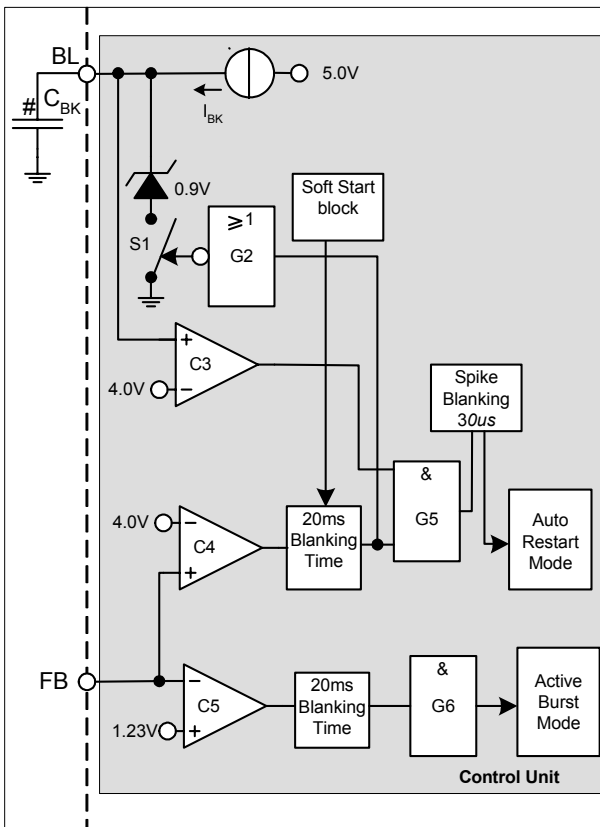 BL
5.0V
# C_BK
I_BK
0.9V
Soft Start
block
S1
≥1
G2
+
C3
4.0V
−
Spike
Blanking
30us
&
G5
4.0V
−
C4
+
20ms
Blanking
Time
Auto
Restart
Mode
FB
−
C5
1.23V
+
20ms
Blanking
Time
&
G6
Active
Burst
Mode
Control Unit